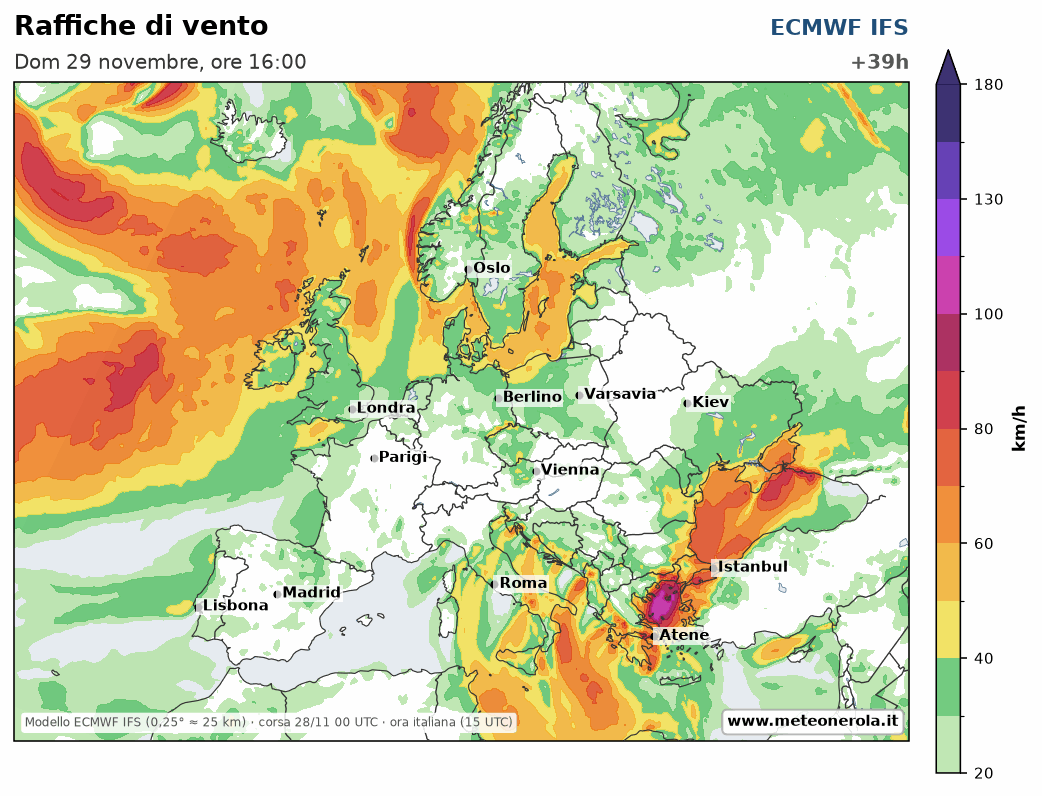 Raffiche di vento
ECMWF IFS
Dom 29 novembre, ore 16:00
+39h
180
130
100
80
60
40
20
km/h
Oslo
Berlino
Varsavia
Kiev
Londra
Parigi
Vienna
Istanbul
Roma
Madrid
Lisbona
Atene
Modello ECMWF IFS (0,25° ≈ 25 km) · corsa 28/11 00 UTC · ora italiana (15 UTC)
www.meteonerola.it